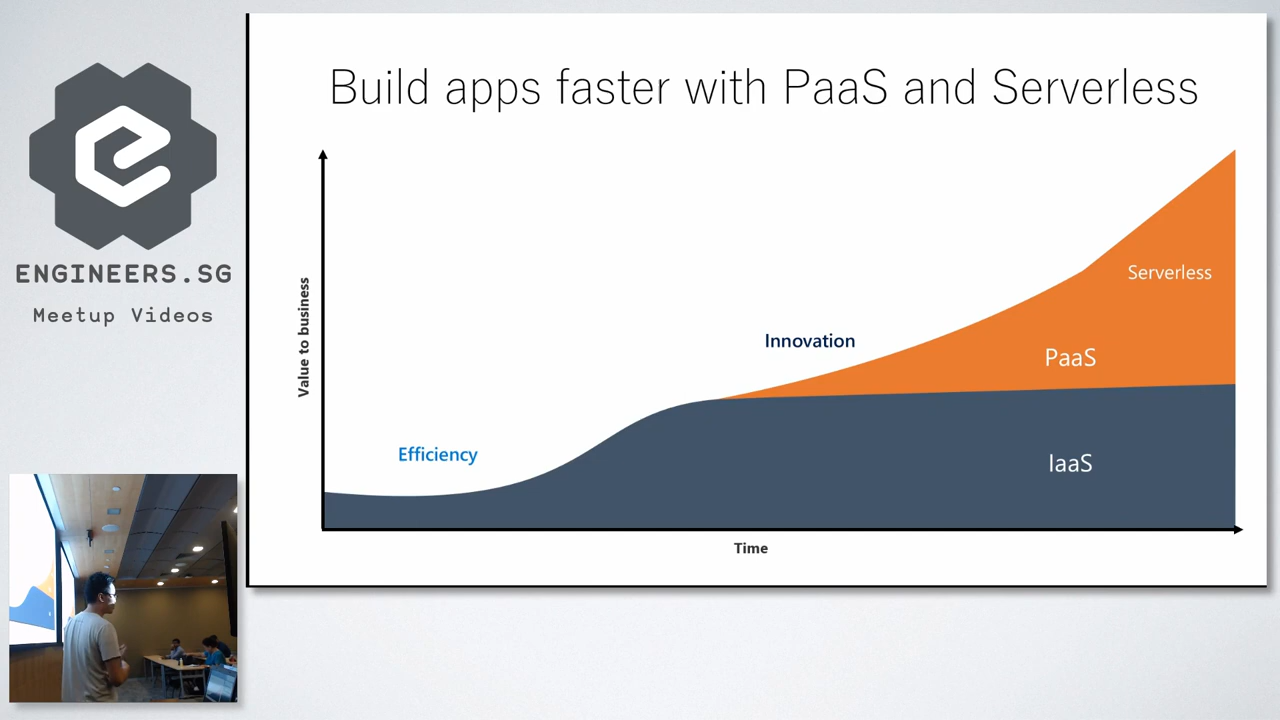 ENGINEERS.SG
Meetup Videos
Build apps faster with PaaS and Serverless
Value to business
Efficiency
Innovation
Serverless
PaaS
IaaS
Time